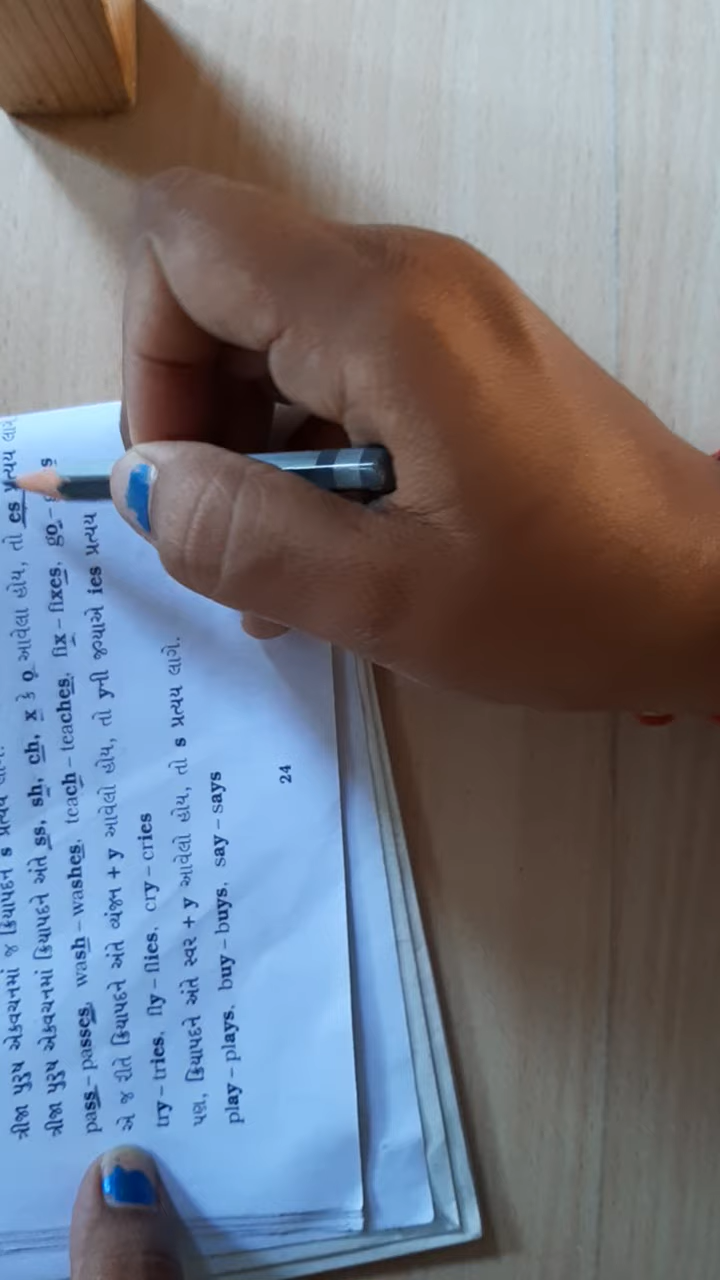 ત્રીજા પુરુષ એકવચનમાં જ ક્રિયાપદને s પ્રત્યય લાગે.
ત્રીજા પુરુષ એકવચનમાં ક્રિયાપદને અંતે ss, sh, ch, x કે o આવેલા હોય, તો es પ્રત્યય લાગે
pass – passes, wash – washes, teach – teaches, fix – fixes, go –
એ જ રીતે ક્રિયાપદને અંતે વ્યંજન + y આવેલો હોય, તો yની જગ્યાએ ies પ્રત્યય
try – tries, fly – flies, cry – cries
પણ, ક્રિયાપદને અંતે સ્વર + y આવેલો હોય, તો s પ્રત્યય લાગે.
play – plays, buy – buys, say – says
24